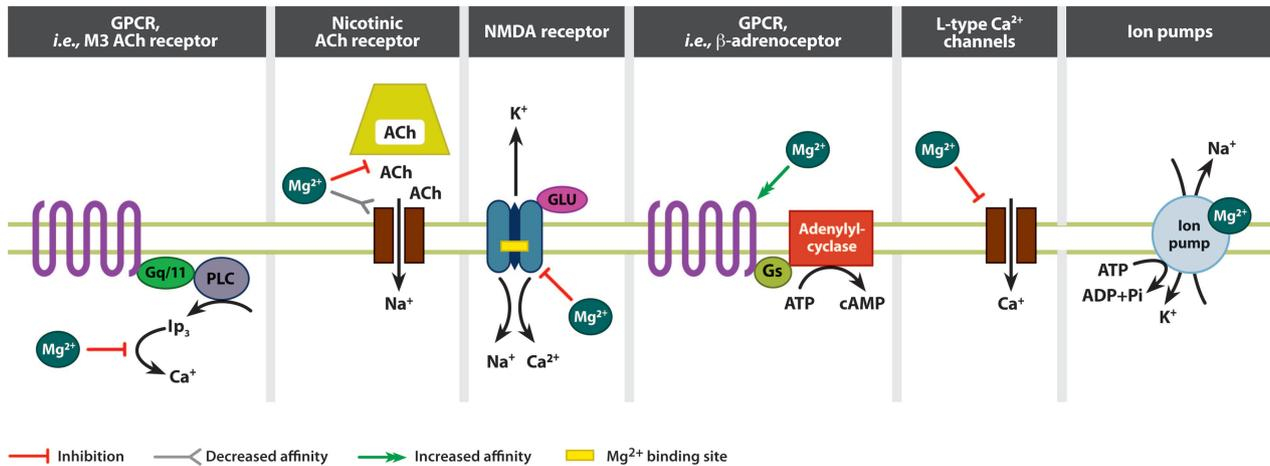 GPCR,
i.e., M3 ACh receptor
Nicotinic
ACh receptor
NMDA receptor
GPCR,
i.e., β-adrenoceptor
L-type Ca²⁺
channels
Ion pumps
Gq/11
PLC
Ip₃
Mg²⁺
Ca⁺
ACh
Mg²⁺
ACh
ACh
Na⁺
K⁺
GLU
Mg²⁺
Na⁺ Ca²⁺
Mg²⁺
Adenylyl-
cyclase
Gs
ATP
cAMP
Mg²⁺
Ca⁺
Na⁺
Mg²⁺
Ion
pump
ATP
ADP+Pi
K⁺
Inhibition
Decreased affinity
Increased affinity
Mg²⁺ binding site